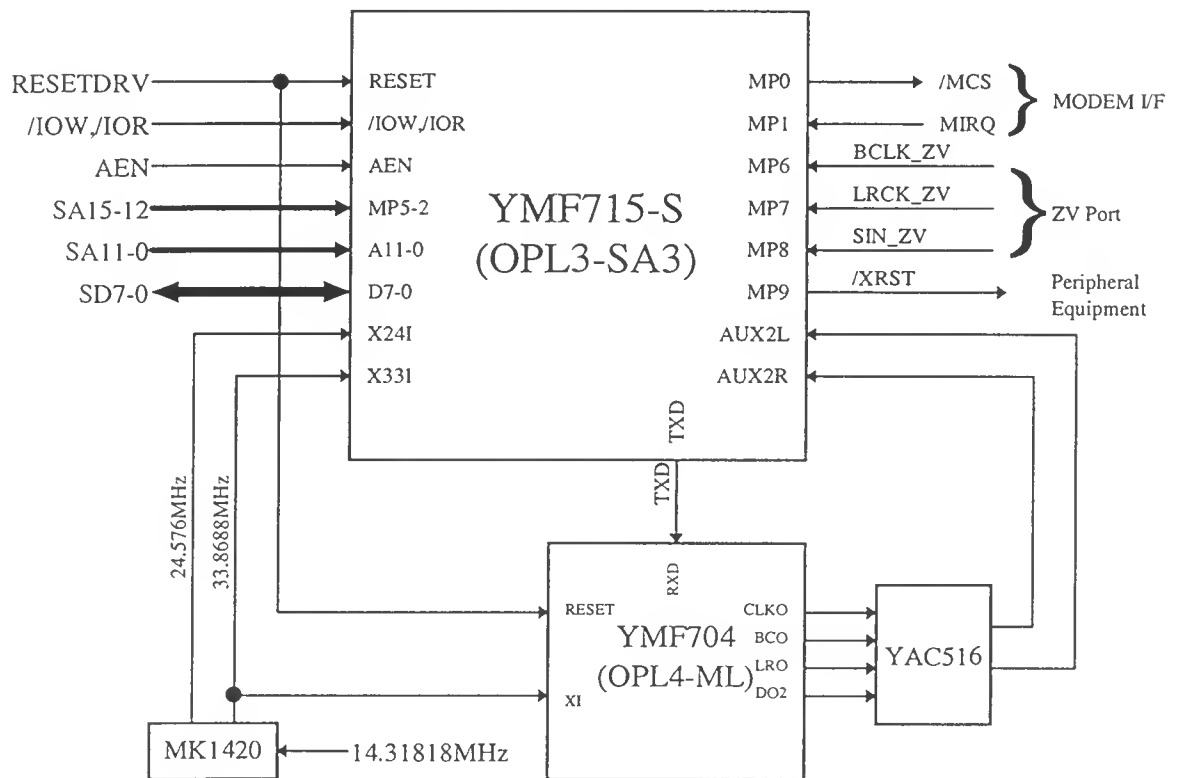 RESETDRV
/IOW,/IOR
AEN
SA15-12
SA11-0
SD7-0
RESET
/IOW,/IOR
AEN
MP5-2
A11-0
D7-0
X24I
X33I
YMF715-S
(OPL3-SA3)
MP0
MP1
MP6
MP7
MP8
MP9
AUX2L
AUX2R
TXD
/MCS
MIRQ
MODEM I/F
BCLK_ZV
LRCK_ZV
SIN_ZV
ZV Port
/XRST
Peripheral
Equipment
24.576MHz
33.8688MHz
TXD
RXD
RESET
XI
YMF704
(OPL4-ML)
CLKO
BCO
LRO
DO2
YAC516
MK1420
14.31818MHz